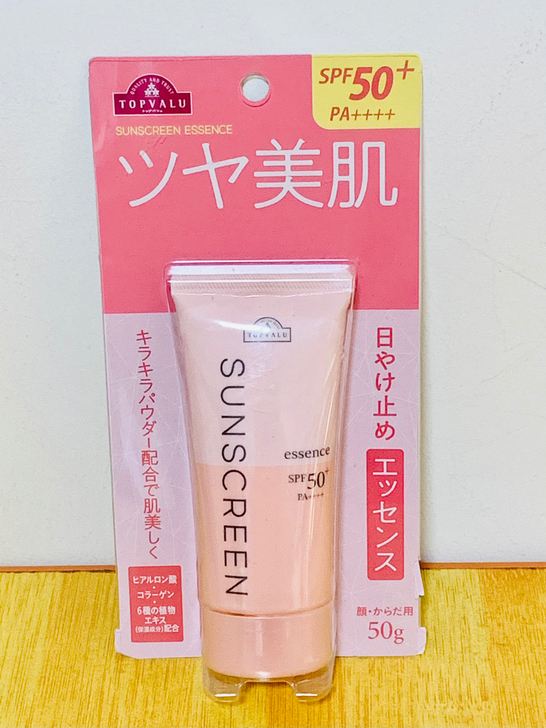 QUALITY AND TRUST
TOPVALU
トップバリュ
SPF50+
PA++++
SUNSCREEN ESSENCE
ツヤ美肌
キラキラパウダー配合で肌美しく
ヒアルロン酸
・
コラーゲン
・
6種の植物
エキス
(保湿成分)配合
TOPVALU
SUNSCREEN
essence
SPF50+
PA++++
日やけ止め
エッセンス
顔・からだ用
50g